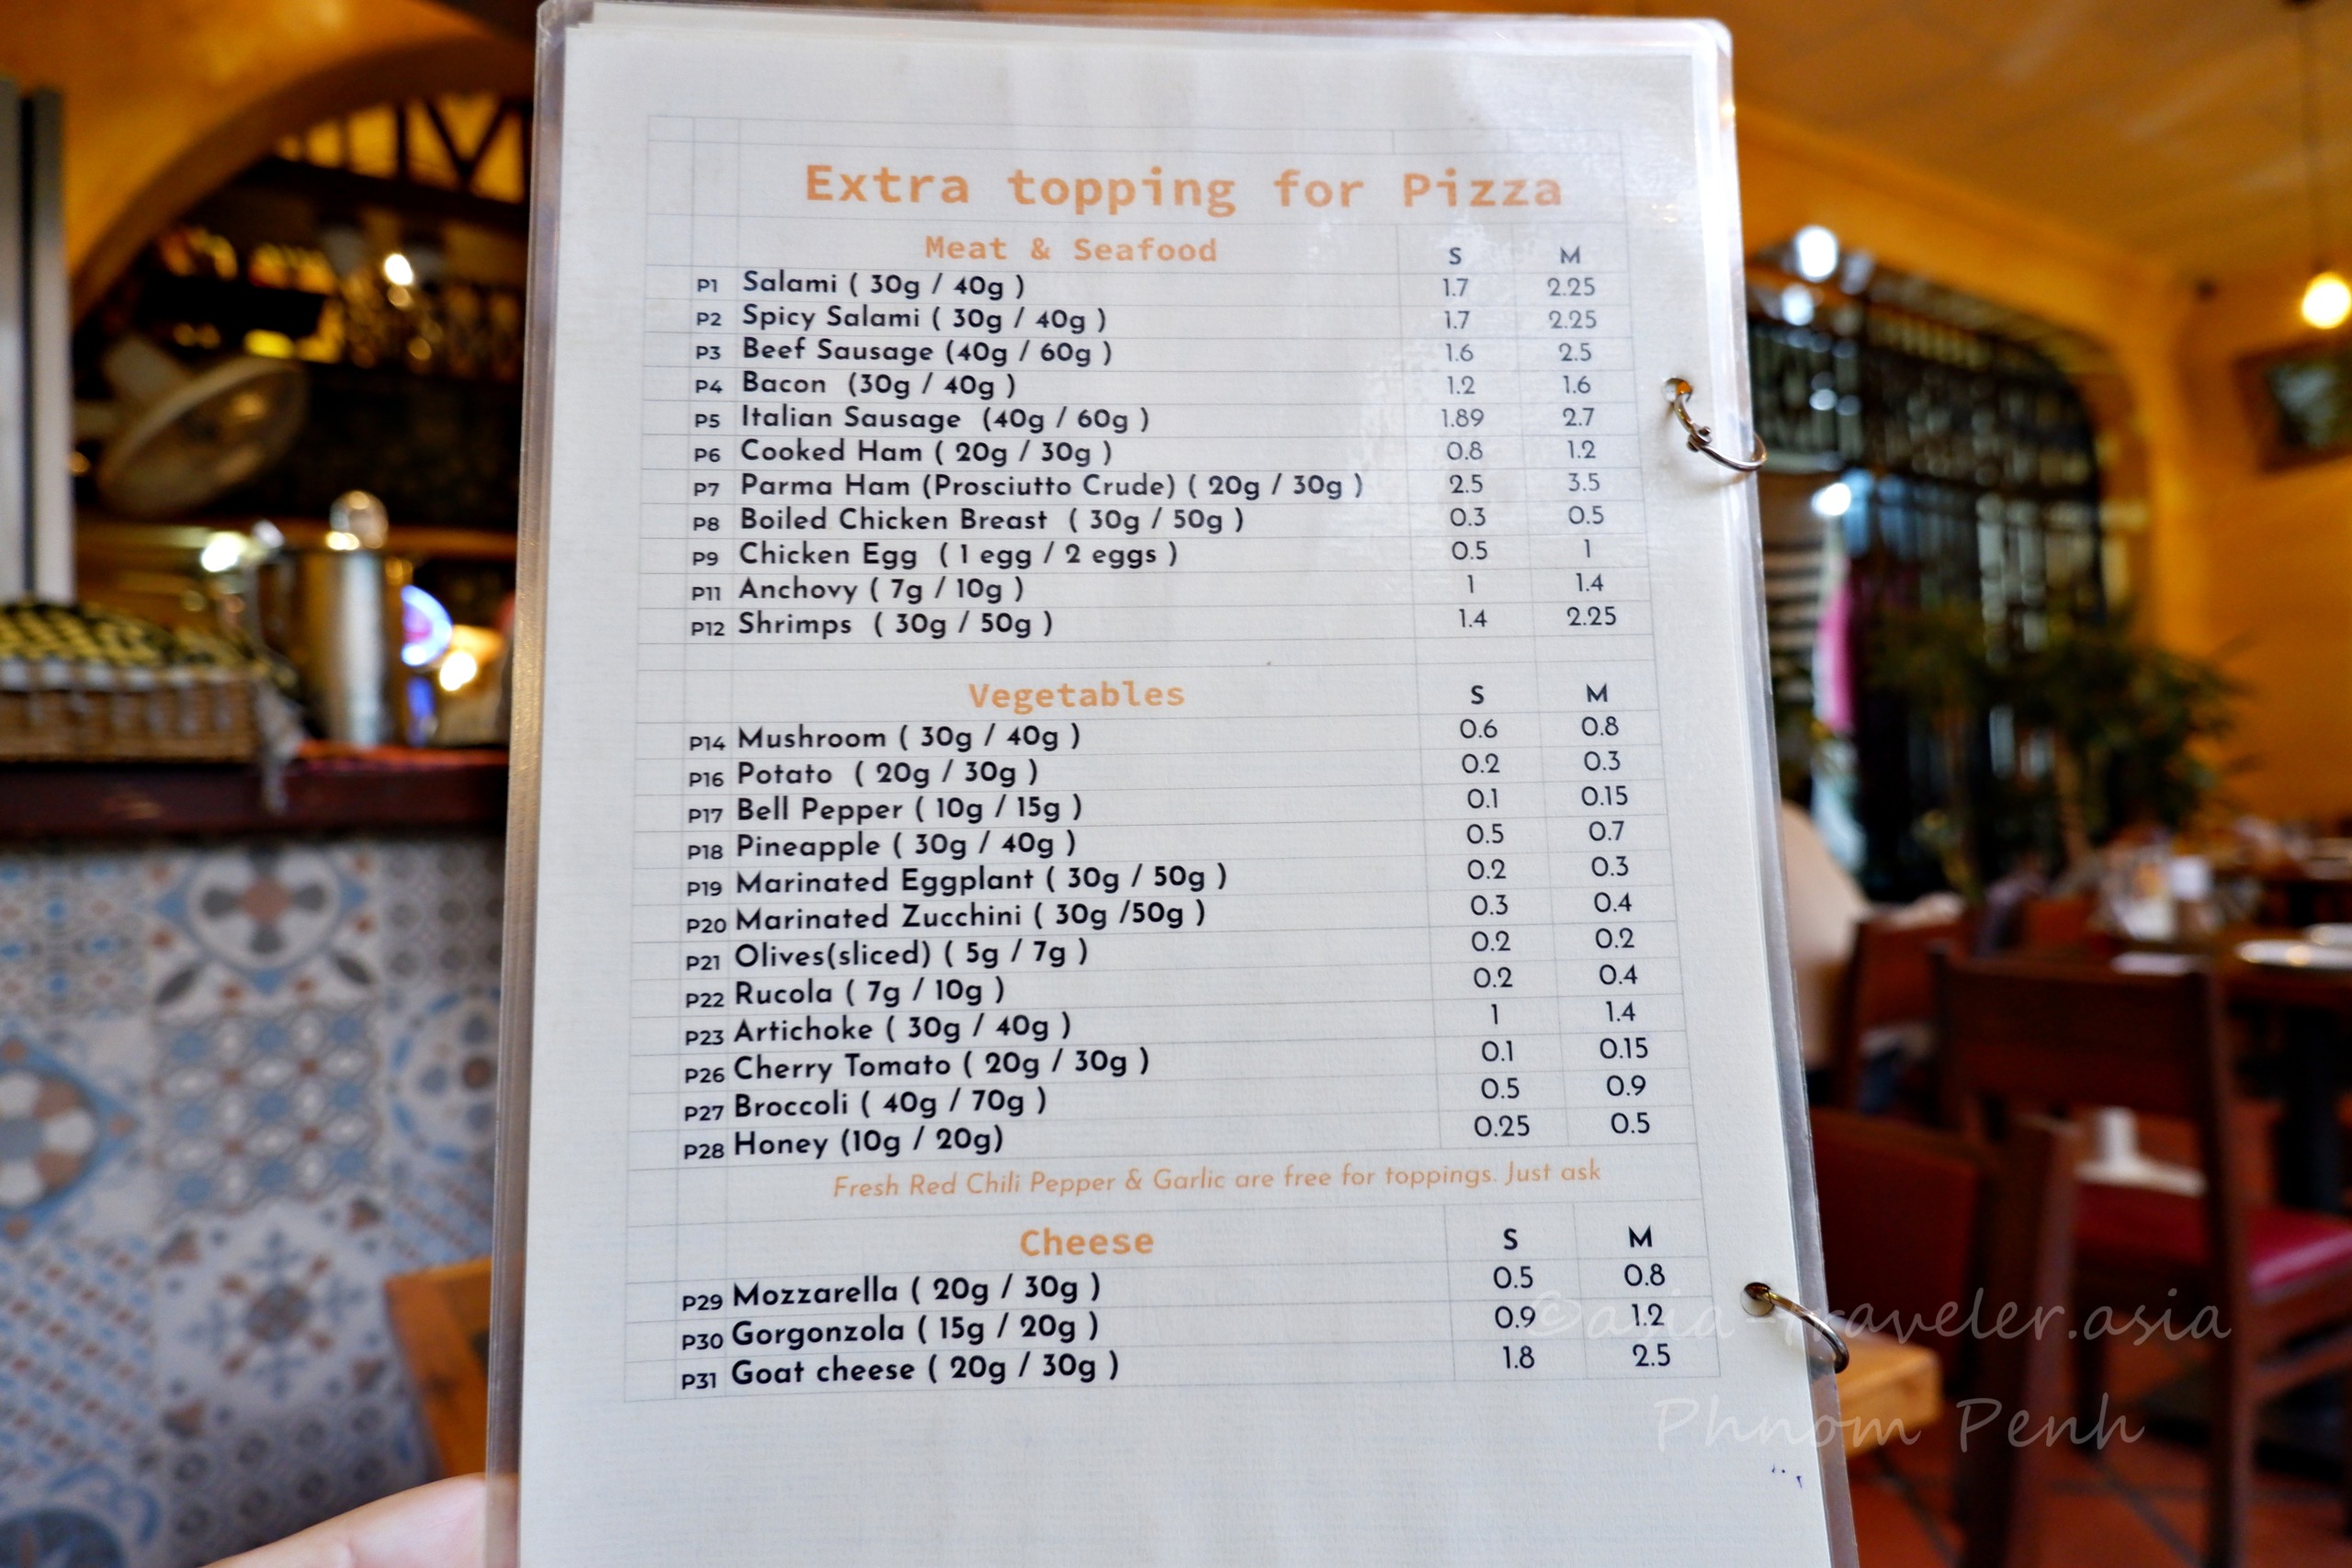 Extra topping for Pizza
Meat & Seafood S M
P1 Salami ( 30g / 40g ) 1.7 2.25
P2 Spicy Salami ( 30g / 40g ) 1.7 2.25
P3 Beef Sausage (40g / 60g ) 1.6 2.5
P4 Bacon (30g / 40g ) 1.2 1.6
P5 Italian Sausage (40g / 60g ) 1.89 2.7
P6 Cooked Ham ( 20g / 30g ) 0.8 1.2
P7 Parma Ham (Prosciutto Crude) ( 20g / 30g ) 2.5 3.5
P8 Boiled Chicken Breast ( 30g / 50g ) 0.3 0.5
P9 Chicken Egg ( 1 egg / 2 eggs ) 0.5 1
P11 Anchovy ( 7g / 10g ) 1 1.4
P12 Shrimps ( 30g / 50g ) 1.4 2.25
Vegetables S M
P14 Mushroom ( 30g / 40g ) 0.6 0.8
P16 Potato ( 20g / 30g ) 0.2 0.3
P17 Bell Pepper ( 10g / 15g ) 0.1 0.15
P18 Pineapple ( 30g / 40g ) 0.5 0.7
P19 Marinated Eggplant ( 30g / 50g ) 0.2 0.3
P20 Marinated Zucchini ( 30g /50g ) 0.3 0.4
P21 Olives(sliced) ( 5g / 7g ) 0.2 0.2
P22 Rucola ( 7g / 10g ) 0.2 0.4
P23 Artichoke ( 30g / 40g ) 1 1.4
P26 Cherry Tomato ( 20g / 30g ) 0.1 0.15
P27 Broccoli ( 40g / 70g ) 0.5 0.9
P28 Honey (10g / 20g) 0.25 0.5
Fresh Red Chili Pepper & Garlic are free for toppings. Just ask
Cheese S M
P29 Mozzarella ( 20g / 30g ) 0.5 0.8
P30 Gorgonzola ( 15g / 20g ) 0.9 1.2
P31 Goat cheese ( 20g / 30g ) 1.8 2.5
©asia-traveler.asia
Phnom Penh